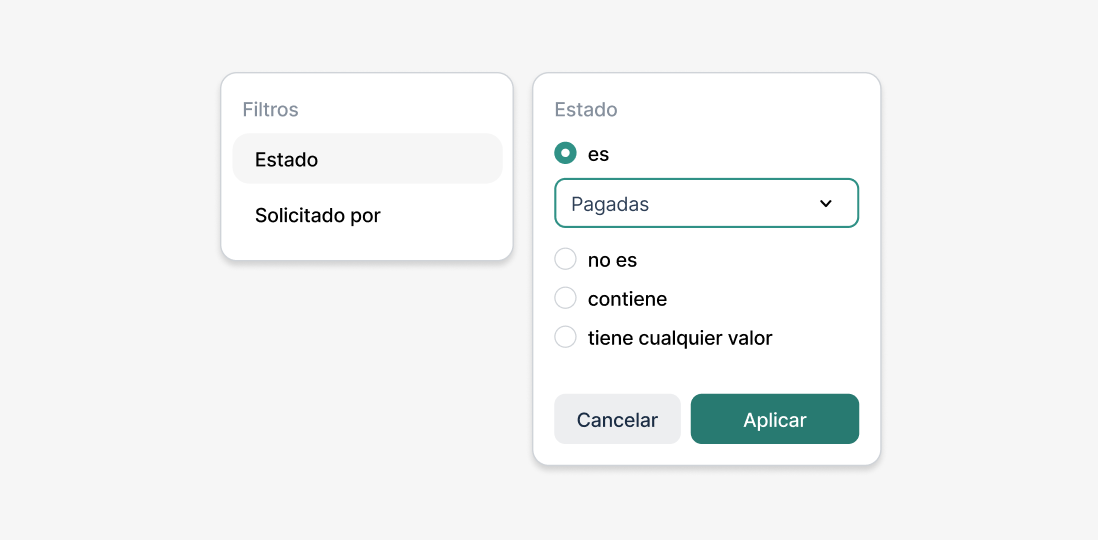 Filtros
Estado
Solicitado por
Estado
es
Pagadas
no es
contiene
tiene cualquier valor
Cancelar
Aplicar